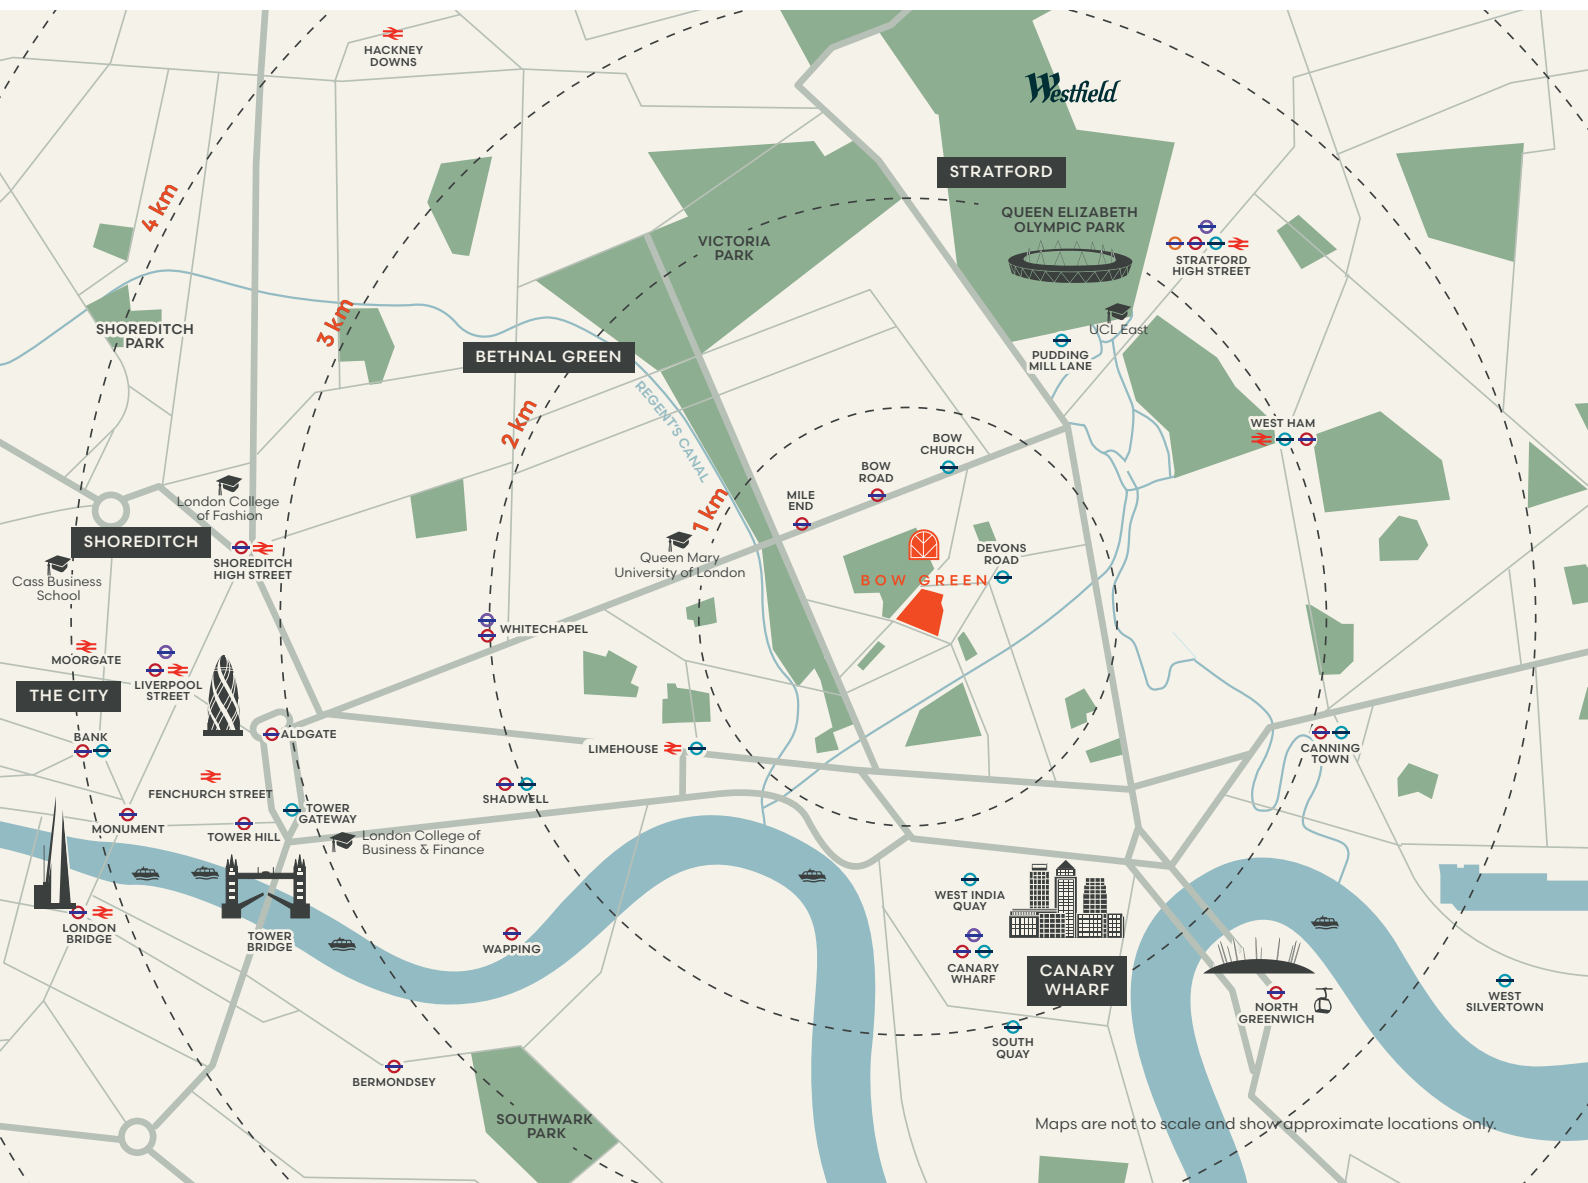 HACKNEY
DOWNS
Westfield
4 km
STRATFORD
QUEEN ELIZABETH
OLYMPIC PARK
VICTORIA
PARK
STRATFORD
HIGH STREET
3 km
SHOREDITCH
PARK
UCL East
BETHNAL GREEN
PUDDING
MILL LANE
REGENT'S CANAL
2 km
WEST HAM
BOW
CHURCH
BOW
ROAD
MILE
END
1 km
London College
of Fashion
SHOREDITCH
SHOREDITCH
HIGH STREET
Queen Mary
University of London
DEVONS
ROAD
BOW GREEN
Cass Business
School
WHITECHAPEL
MOORGATE
LIVERPOOL
STREET
THE CITY
BANK
ALDGATE
LIMEHOUSE
CANNING
TOWN
FENCHURCH STREET
SHADWELL
TOWER
GATEWAY
MONUMENT
TOWER HILL
London College of
Business & Finance
WEST INDIA
QUAY
LONDON
BRIDGE
TOWER
BRIDGE
WAPPING
CANARY
WHARF
CANARY
WHARF
NORTH
GREENWICH
WEST
SILVERTOWN
SOUTH
QUAY
BERMONDSEY
SOUTHWARK
PARK
Maps are not to scale and show approximate locations only.